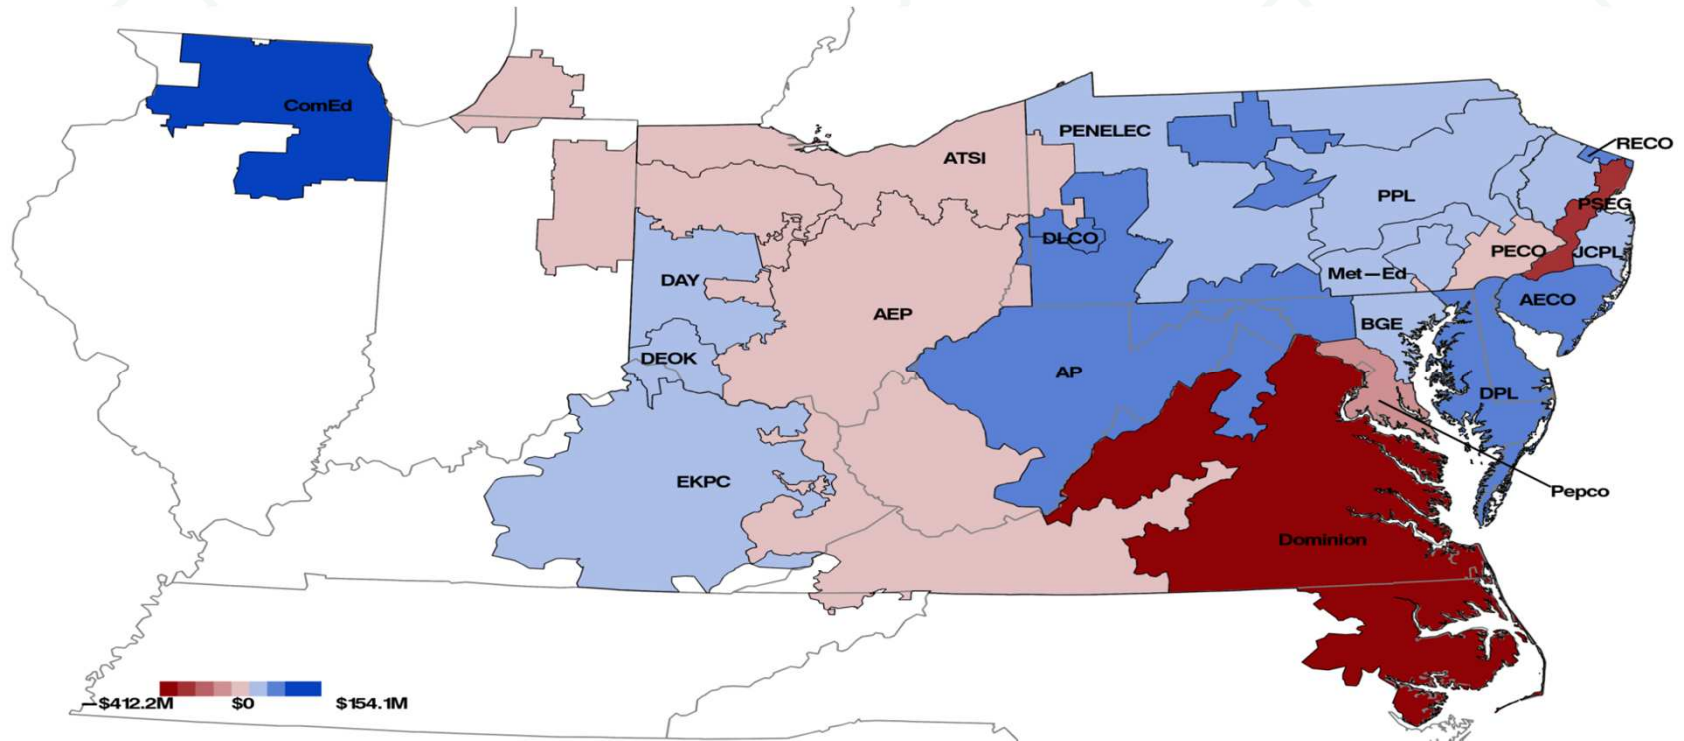 ComEd
PENELEC
RECO
ATSI
PPL
PSEG
DLCO
PECO
JCPL
Met—Ed
DAY
AECO
AEP
BGE
DEOK
AP
DPL
EKPC
Pepco
Dominion
–$412.2M $0 $154.1M